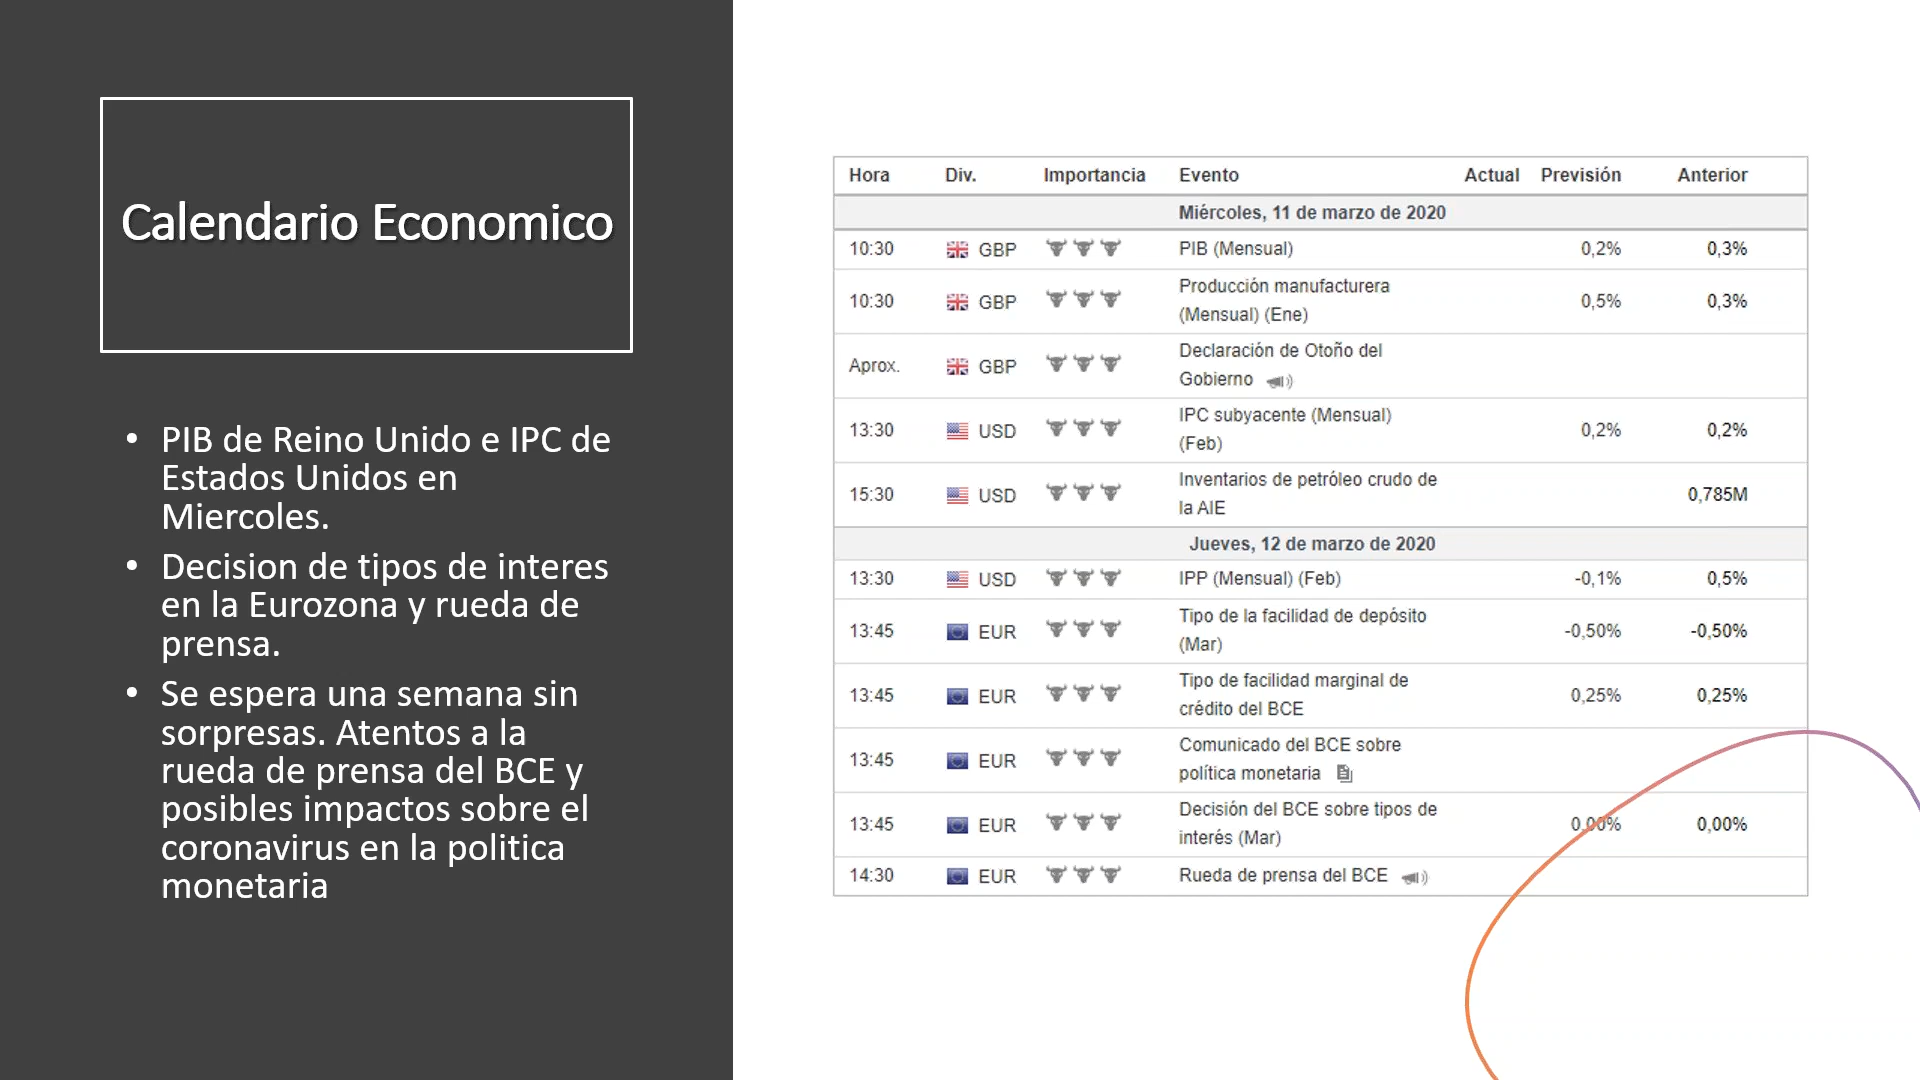 Calendario Economico
• PIB de Reino Unido e IPC de
Estados Unidos en
Miercoles.
• Decision de tipos de interes
en la Eurozona y rueda de
prensa.
• Se espera una semana sin
sorpresas. Atentos a la
rueda de prensa del BCE y
posibles impactos sobre el
coronavirus en la politica
monetaria
Hora Div. Importancia Evento Actual Previsión Anterior
Miércoles, 11 de marzo de 2020
10:30 GBP PIB (Mensual) 0,2% 0,3%
10:30 GBP Producción manufacturera
(Mensual) (Ene) 0,5% 0,3%
Aprox. GBP Declaración de Otoño del
Gobierno
13:30 USD IPC subyacente (Mensual)
(Feb) 0,2% 0,2%
15:30 USD Inventarios de petróleo crudo de
la AIE 0,785M
Jueves, 12 de marzo de 2020
13:30 USD IPP (Mensual) (Feb) -0,1% 0,5%
13:45 EUR Tipo de la facilidad de depósito
(Mar) -0,50% -0,50%
13:45 EUR Tipo de facilidad marginal de
crédito del BCE 0,25% 0,25%
13:45 EUR Comunicado del BCE sobre
política monetaria
13:45 EUR Decisión del BCE sobre tipos de
interés (Mar) 0,00% 0,00%
14:30 EUR Rueda de prensa del BCE